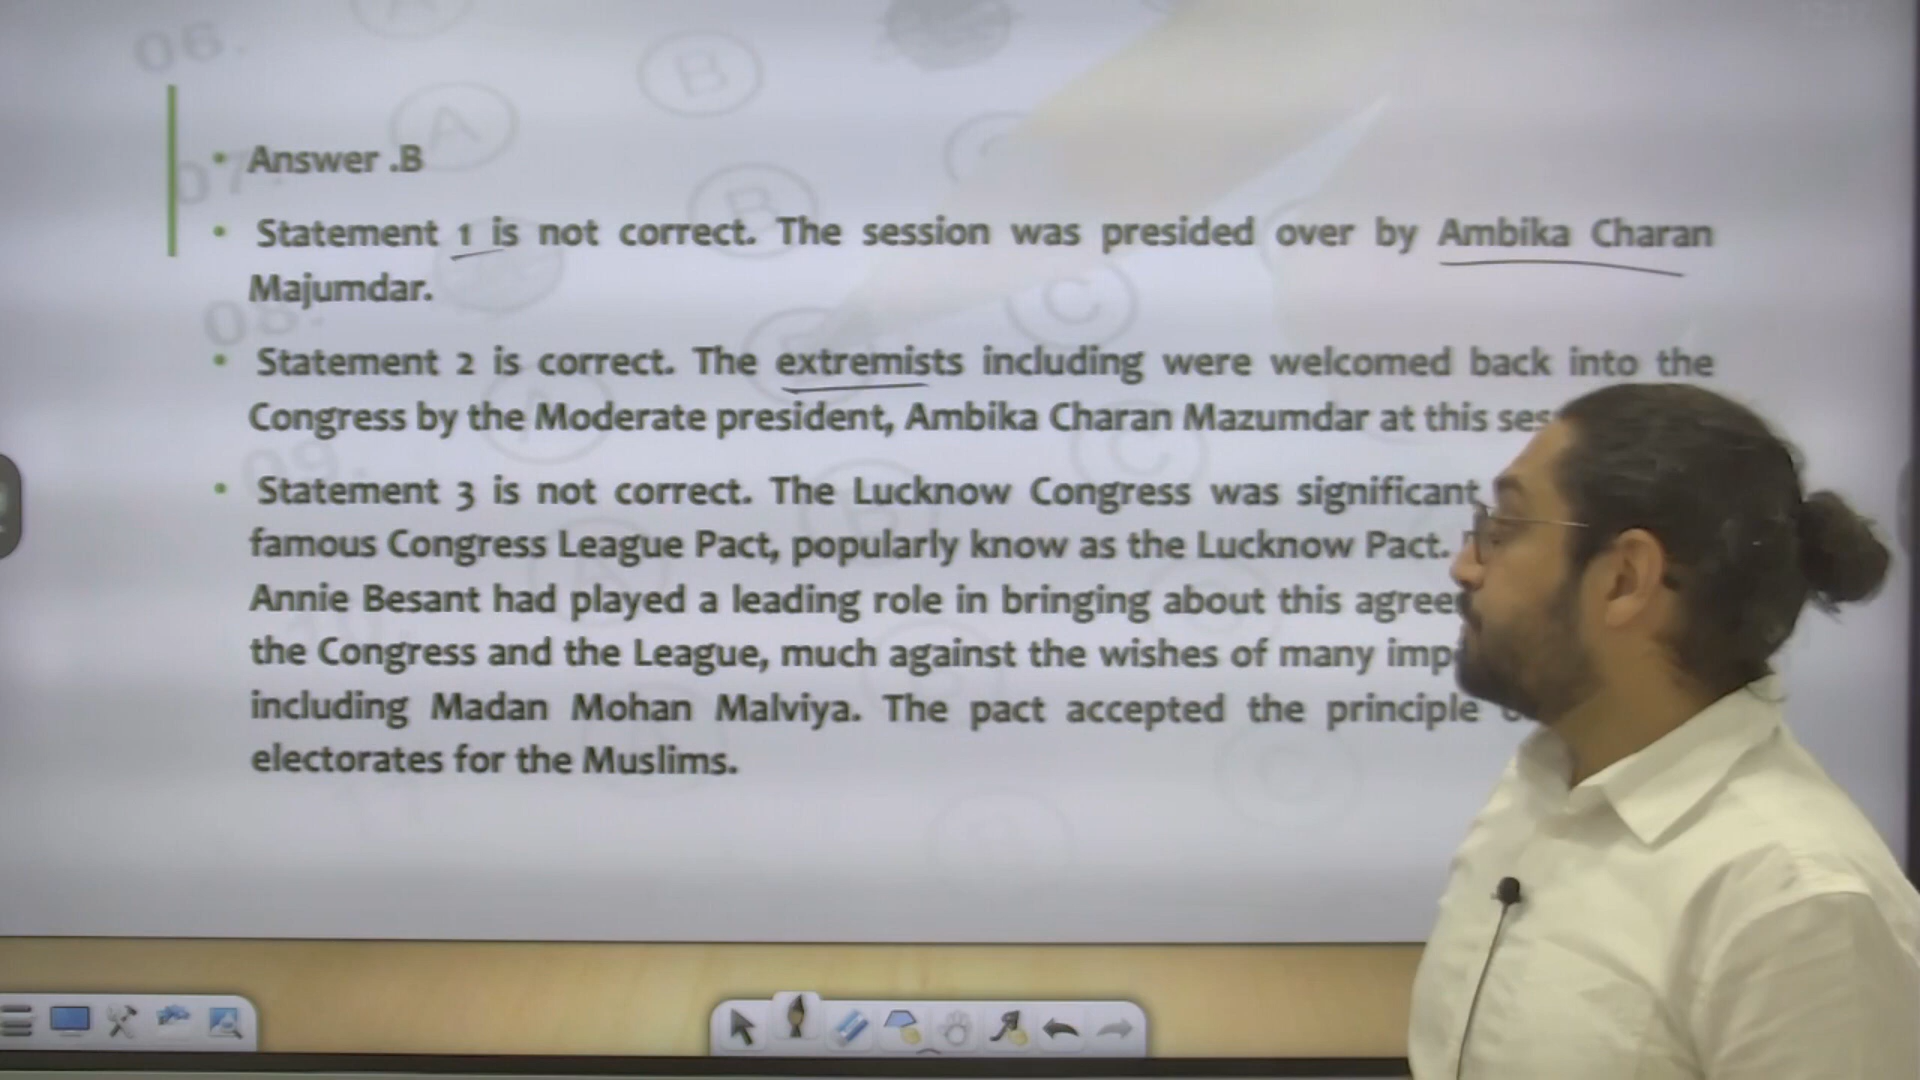 06.
A
B
07.
Answer .B
A
B
C
Statement 1 is not correct. The session was presided over by Ambika Charan
Majumdar.
08.
C
Statement 2 is correct. The extremists including were welcomed back into the
Congress by the Moderate president, Ambika Charan Mazumdar at this
09.
Statement 3 is not correct. The Lucknow Congress was significant
famous Congress League Pact, popularly know as the Lucknow Pact.
Annie Besant had played a leading role in bringing about this
the Congress and the League, much against the wishes of many
including Madan Mohan Malviya. The pact accepted the principle
electorates for the Muslims.